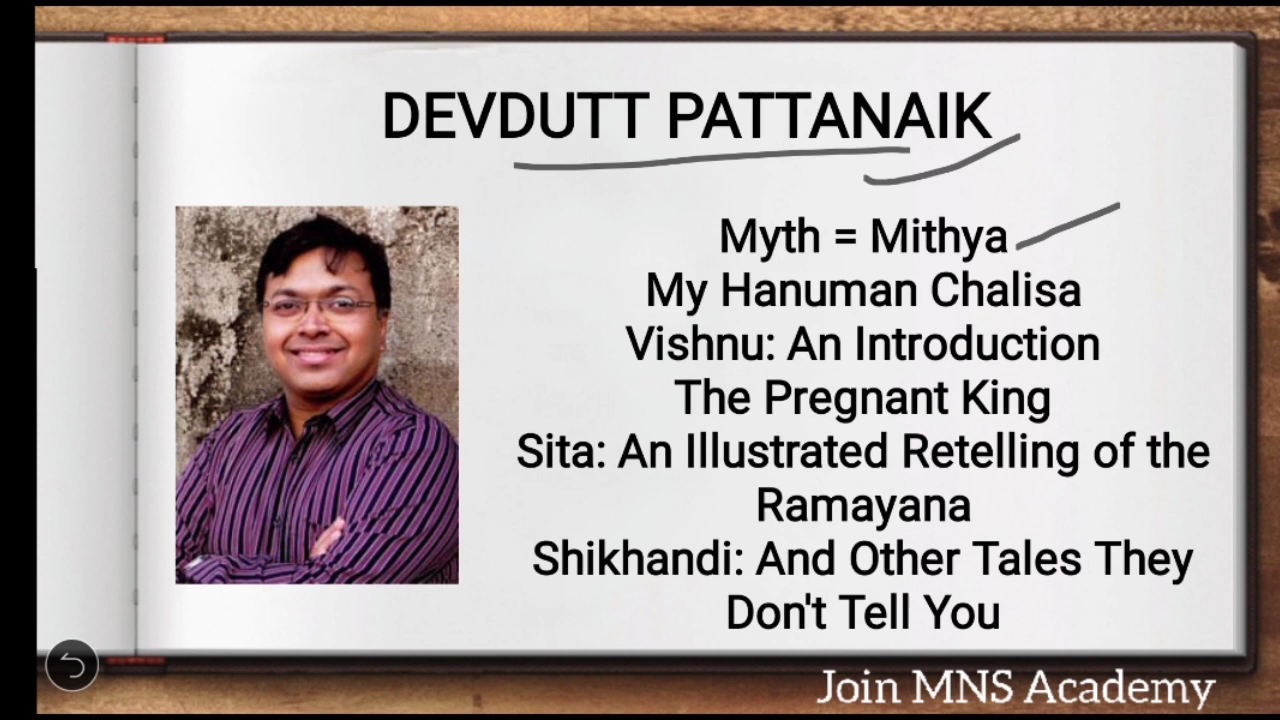 DEVDUTT PATTANAIK
Myth = Mithya
My Hanuman Chalisa
Vishnu: An Introduction
The Pregnant King
Sita: An Illustrated Retelling of the
Ramayana
Shikhandi: And Other Tales They
Don't Tell You
Join MNS Academy